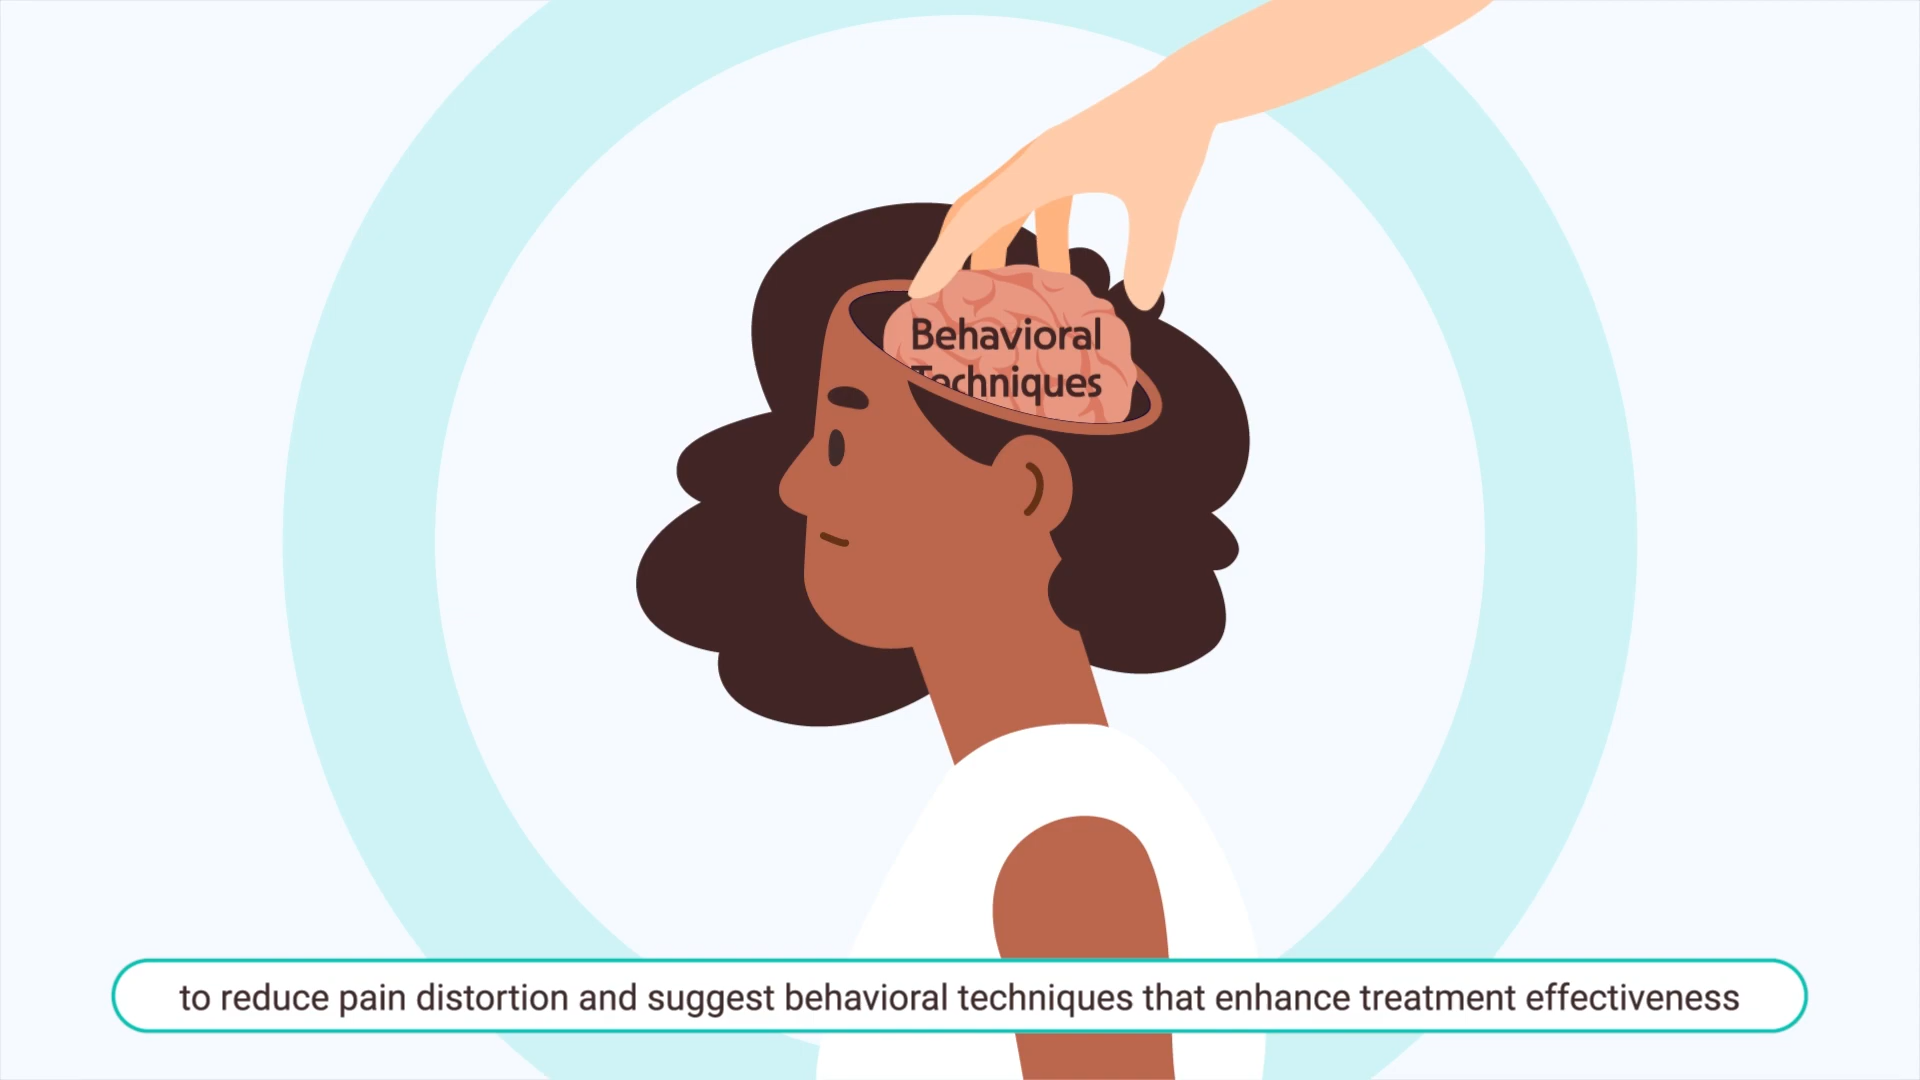 Behavioral
Techniques
to reduce pain distortion and suggest behavioral techniques that enhance treatment effectiveness